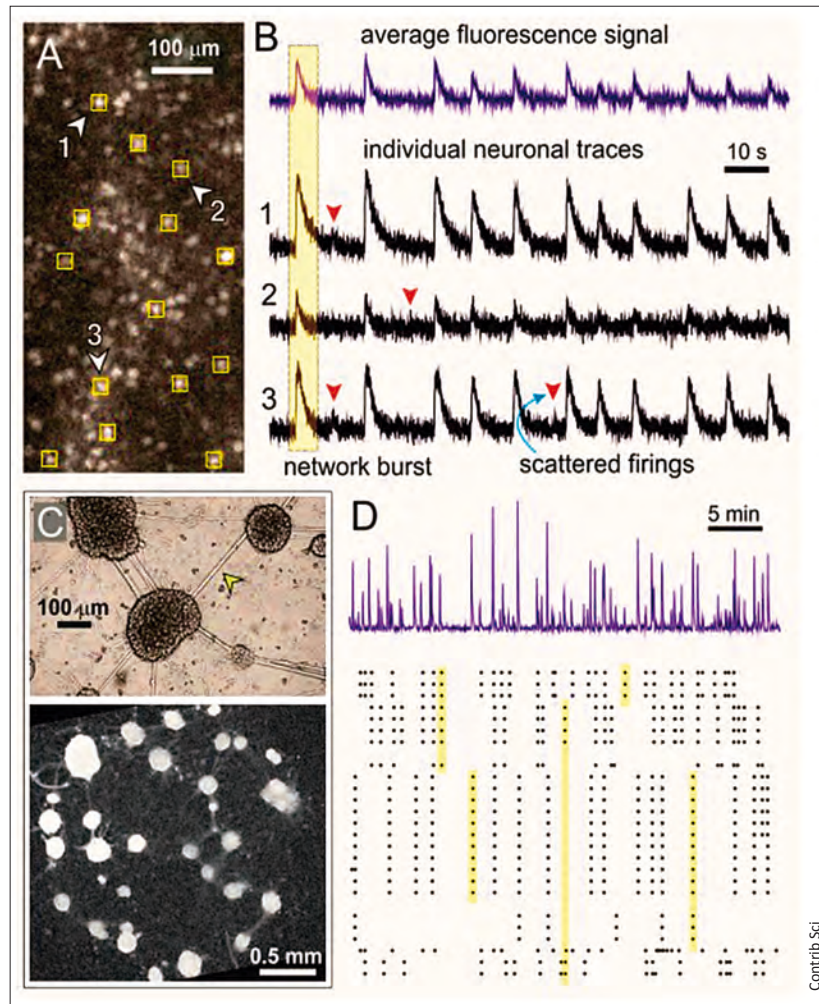 A
100 μm
1
2
3
B
average fluorescence signal
individual neuronal traces
10 s
1
2
3
network burst
scattered firings
C
100 μm
0.5 mm
D
5 min
Contrib Sci